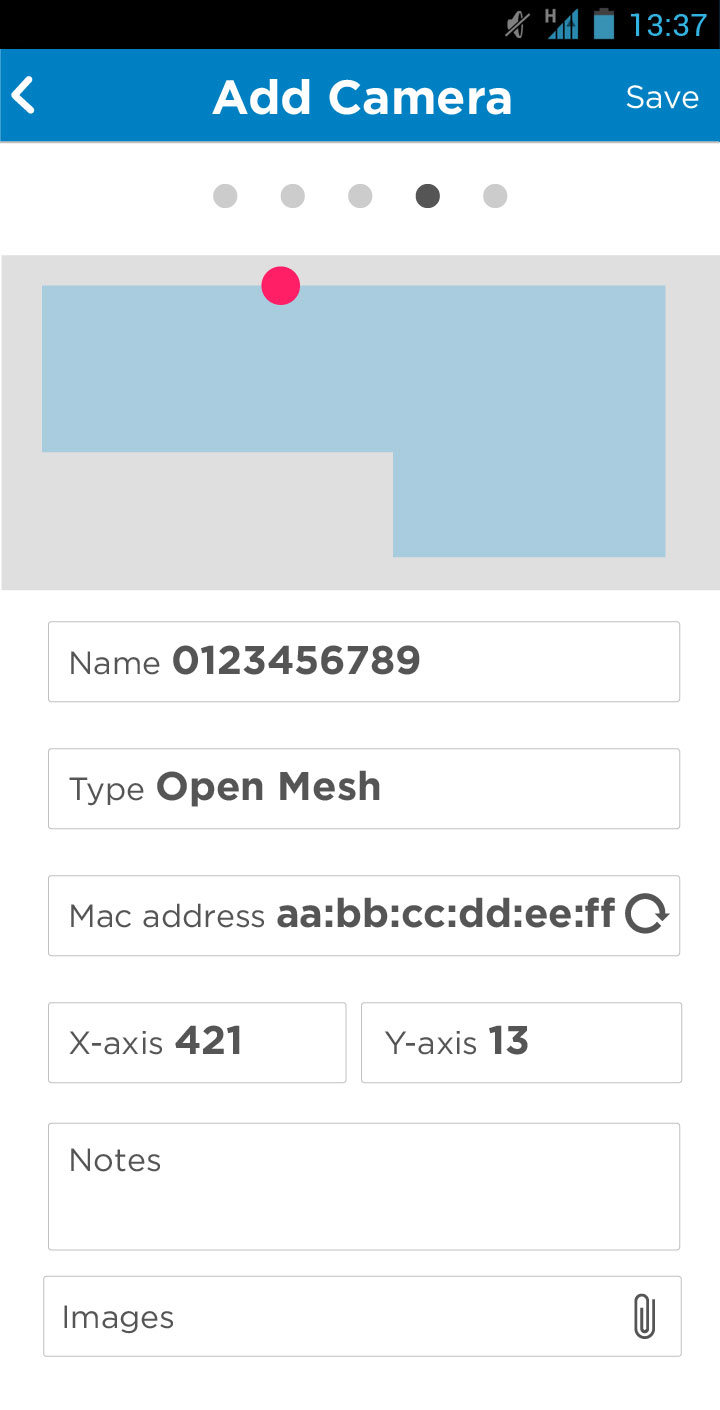 H 13:37
Add Camera Save
Name 0123456789
Type Open Mesh
Mac address aa:bb:cc:dd:ee:ff
X-axis 421 Y-axis 13
Notes
Images